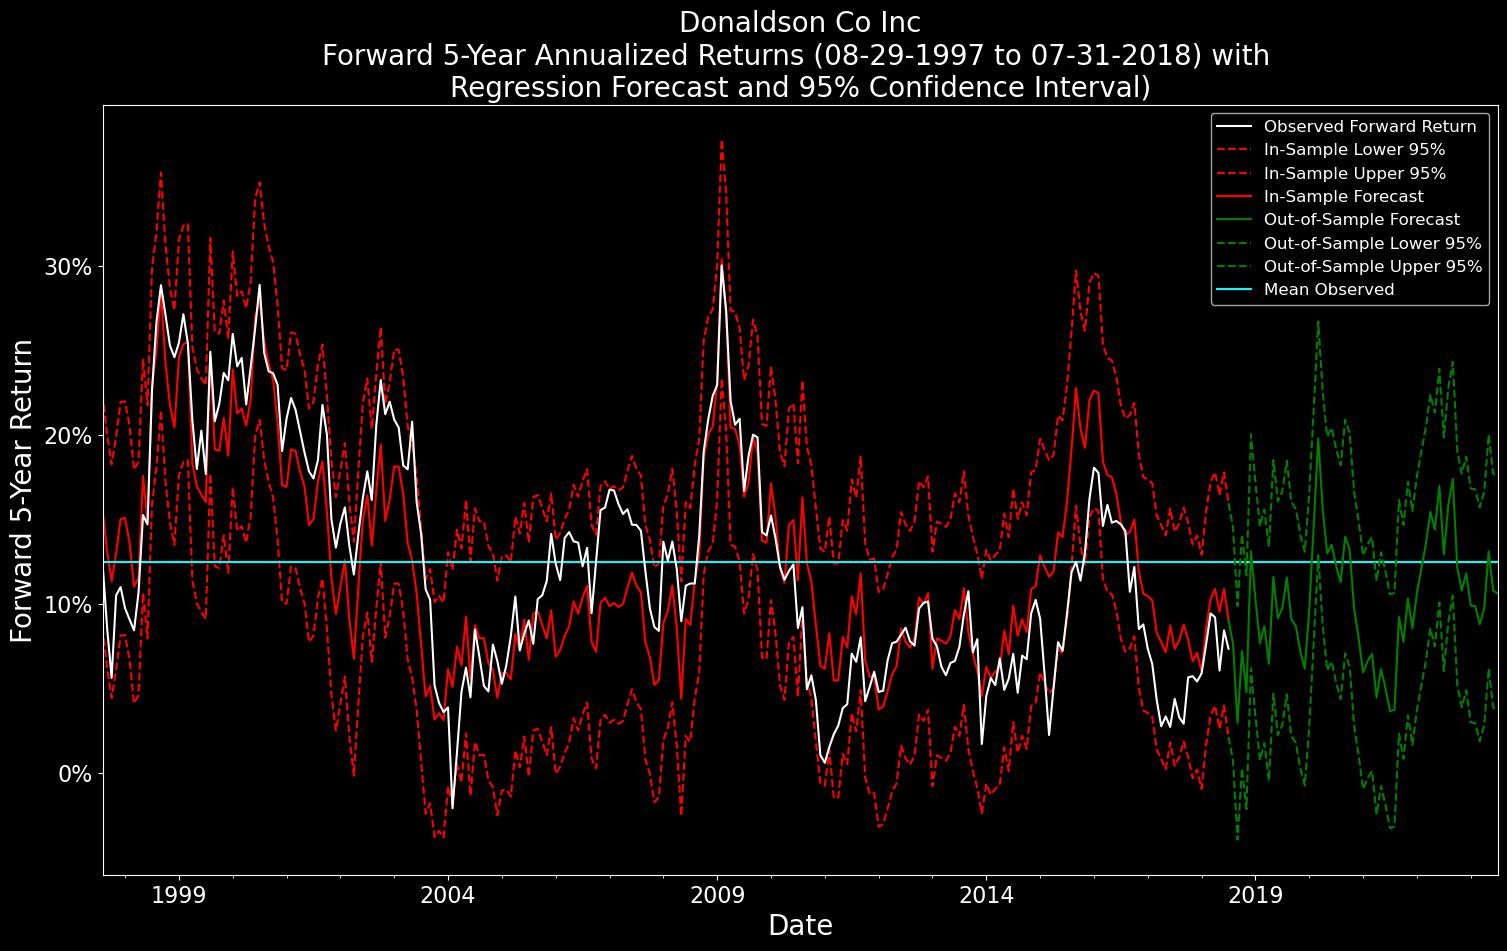 Donaldson Co Inc
Forward 5-Year Annualized Returns (08-29-1997 to 07-31-2018) with
Regression Forecast and 95% Confidence Interval)
Observed Forward Return
In-Sample Lower 95%
In-Sample Upper 95%
In-Sample Forecast
Out-of-Sample Forecast
Out-of-Sample Lower 95%
Out-of-Sample Upper 95%
Mean Observed
Forward 5-Year Return
30%
20%
10%
0%
1999 2004 2009 2014 2019
Date